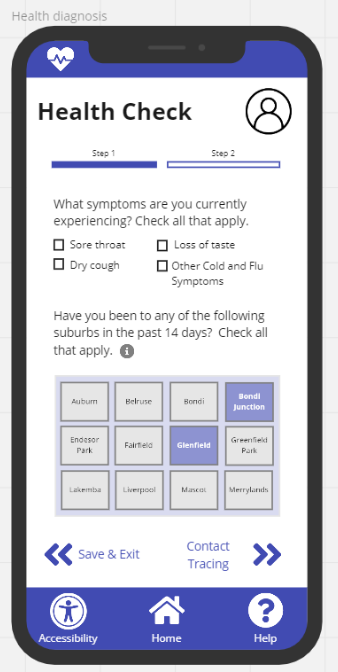 Health diagnosis
Health Check
Step 1
Step 2
What symptoms are you currently
experiencing? Check all that apply.
Sore throat
Loss of taste
Dry cough
Other Cold and Flu
Symptoms
Have you been to any of the following
suburbs in the past 14 days? Check all
that apply.
Auburn
Belruse
Bondi
Bondi
Junction
Endesor
Park
Fairfield
Glenfield
Greenfield
Park
Lakemba
Liverpool
Mascot
Merrylands
Save & Exit
Contact
Tracing
Accessibility
Home
Help